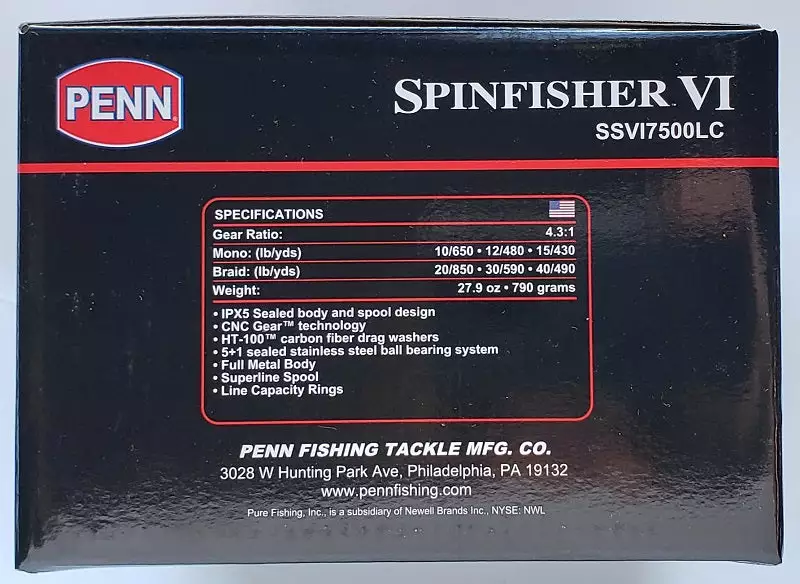 PENN
SPINFISHER VI
SSVI7500LC
SPECIFICATIONS
Gear Ratio: 4.3:1
Mono: (lb/yds) 10/650 • 12/480 • 15/430
Braid: (lb/yds) 20/850 • 30/590 • 40/490
Weight: 27.9 oz • 790 grams
• IPX5 Sealed body and spool design
• CNC Gear™ technology
• HT-100™ carbon fiber drag washers
• 5+1 sealed stainless steel ball bearing system
• Full Metal Body
• Superline Spool
• Line Capacity Rings
PENN FISHING TACKLE MFG. CO.
3028 W Hunting Park Ave, Philadelphia, PA 19132
www.pennfishing.com
Pure Fishing, Inc., is a subsidiary of Newell Brands Inc., NYSE: NWL